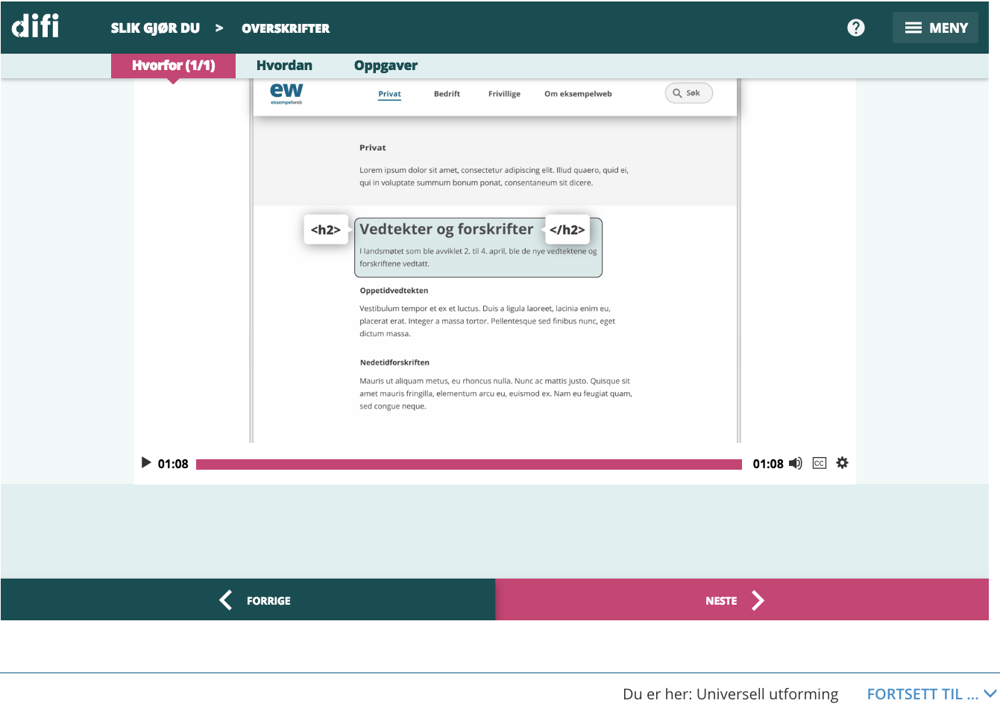 difi
SLIK GJØR DU > OVERSKRIFTER
?
MENY
Hvorfor (1/1)
Hvordan
Oppgaver
ew
eksempelweb
Privat
Bedrift
Frivillige
Om eksempelweb
Søk
Privat
Lorem ipsum dolor sit amet, consectetur adipiscing elit. Illud quaero, quid ei,
qui in voluptate summum bonum ponat, consentaneum sit dicere.
<h2> Vedtekter og forskrifter </h2>
I landsmøtet som ble avviklet 2. til 4. april, ble de nye vedtektene og
forskriftene vedtatt.
Oppetidvedtekten
Vestibulum tempor et ex et luctus. Duis a ligula laoreet, lacinia enim eu,
placerat erat. Integer a massa tortor. Pellentesque sed finibus nunc, eget
dictum massa.
Nedetidforskriften
Mauris ut aliquam metus, eu rhoncus nulla. Nunc ac mattis justo. Quisque sit
amet mauris fringilla, elementum arcu eu, euismod ex. Nam eu feugiat quam,
sed congue neque.
01:08
01:08
CC
FORRIGE
NESTE
Du er her: Universell utforming
FORTSETT TIL ...